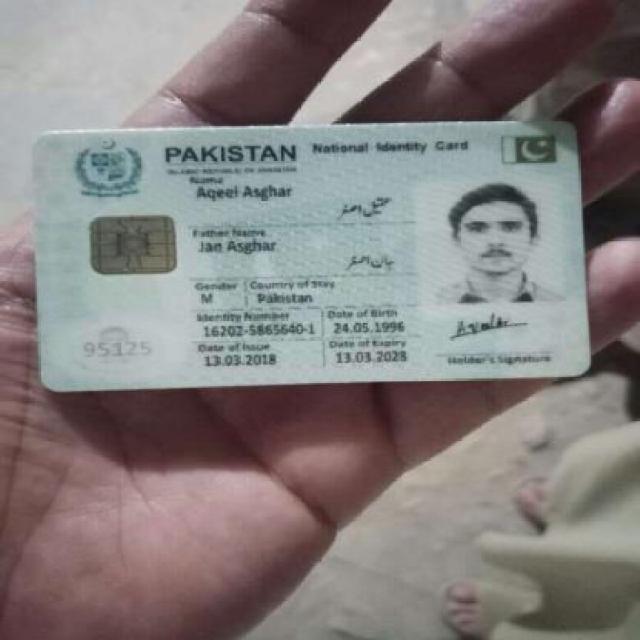 PAKISTAN National Identity Card
ISLAMIC REPUBLIC OF PAKISTAN
Name
Aqeel Asghar
عقیل اصغر
Father Name
Jan Asghar
جان اصغر
Gender Country of Stay
M Pakistan
Identity Number Date of Birth
16202-5865640-1 24.05.1996
Date of Issue Date of Expiry
13.03.2018 13.03.2028
95125
Holder's Signature